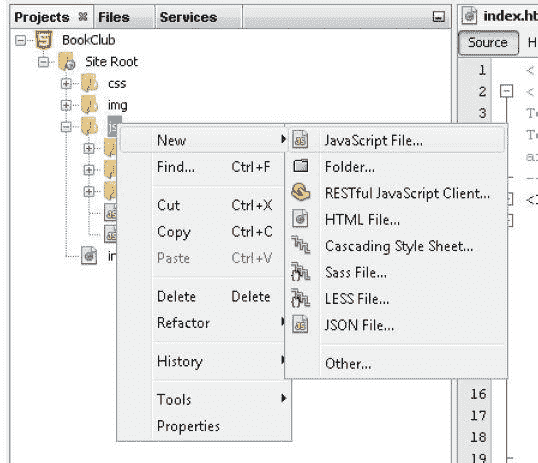 Projects Files Services
index.ht
BookClub
Source H
Site Root
1 <
css
2 <
img
3 T
js
New JavaScript File...
Find... Ctrl+F Folder...
RESTful JavaScript Client...
Cut Ctrl+X HTML File...
Copy Ctrl+C Cascading Style Sheet...
Paste Ctrl+V Sass File...
Delete Delete LESS File...
Refactor JSON File...
History Other...
Tools
Properties
16
17
18
19